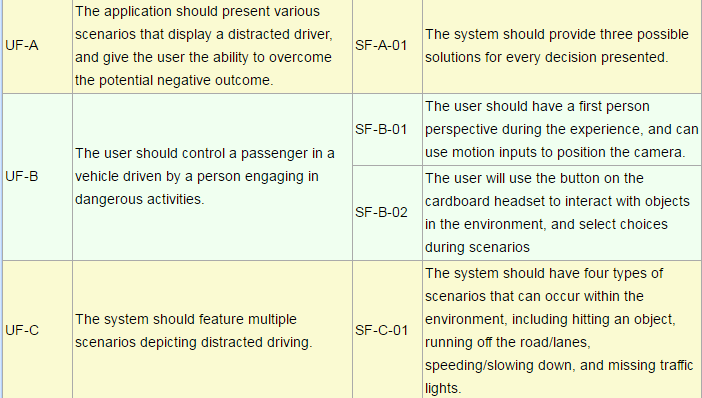 UF-A
The application should present various
scenarios that display a distracted driver,
and give the user the ability to overcome
the potential negative outcome.
SF-A-01
The system should provide three possible
solutions for every decision presented.
UF-B
The user should control a passenger in a
vehicle driven by a person engaging in
dangerous activities.
SF-B-01
The user should have a first person
perspective during the experience, and can
use motion inputs to position the camera.
SF-B-02
The user will use the button on the
cardboard headset to interact with objects
in the environment, and select choices
during scenarios
UF-C
The system should feature multiple
scenarios depicting distracted driving.
SF-C-01
The system should have four types of
scenarios that can occur within the
environment, including hitting an object,
running off the road/lanes,
speeding/slowing down, and missing traffic
lights.